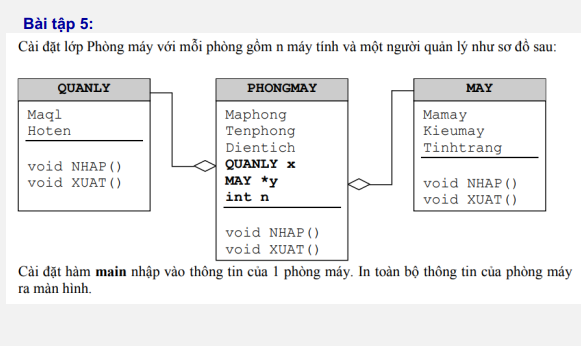 Bài tập 5:
Cài đặt lớp Phòng máy với mỗi phòng gồm n máy tính và một người quản lý như sơ đồ sau:
QUANLY
Maql
Hoten
void NHAP()
void XUAT()
PHONGMAY
Maphong
Tenphong
Dientich
QUANLY x
MAY *y
int n
void NHAP()
void XUAT()
MAY
Mamay
Kieumay
Tinhtrang
void NHAP()
void XUAT()
Cài đặt hàm main nhập vào thông tin của 1 phòng máy. In toàn bộ thông tin của phòng máy
ra màn hình.